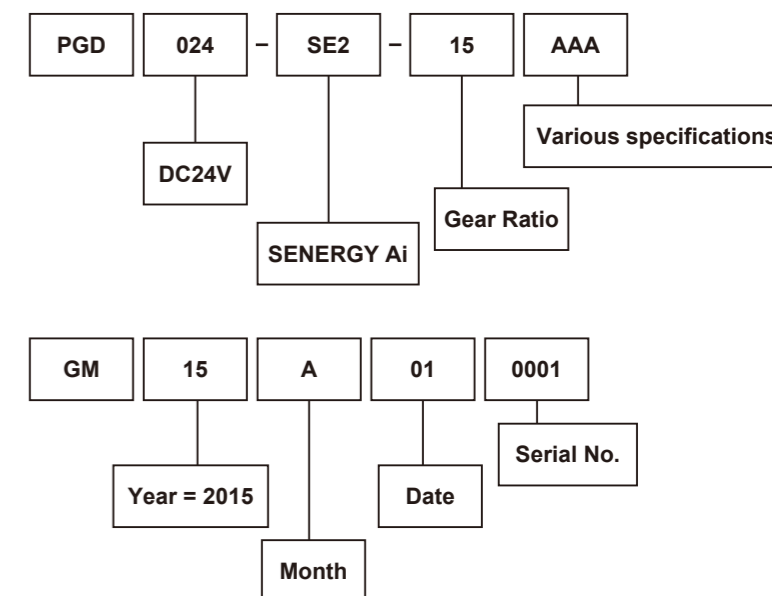 PGD 024 – SE2 – 15 AAA
Various specifications
DC24V
Gear Ratio
SENERGY Ai
GM 15 A 01 0001
Serial No.
Year = 2015
Date
Month